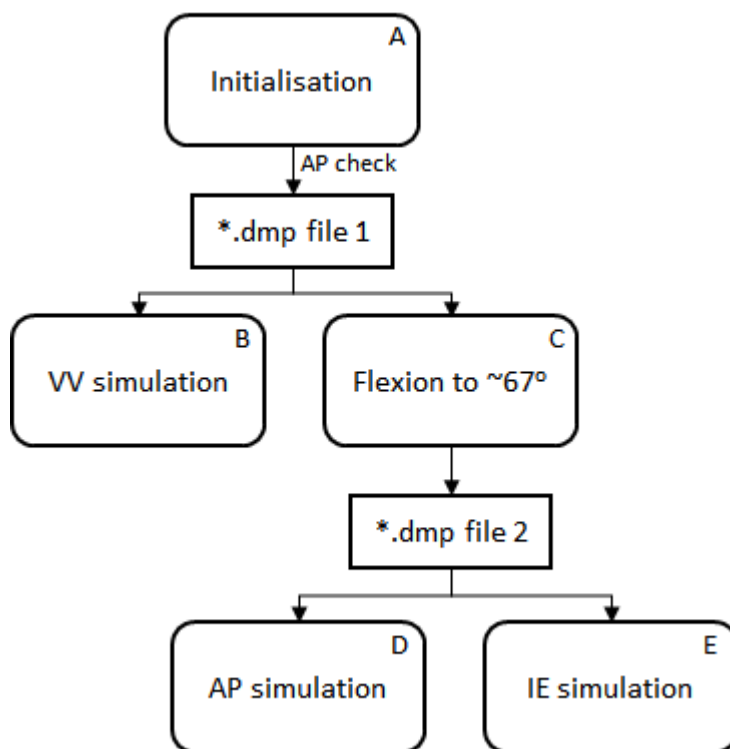 A
Initialisation
AP check
*.dmp file 1
B
VV simulation
C
Flexion to ~67º
*.dmp file 2
D
AP simulation
E
IE simulation